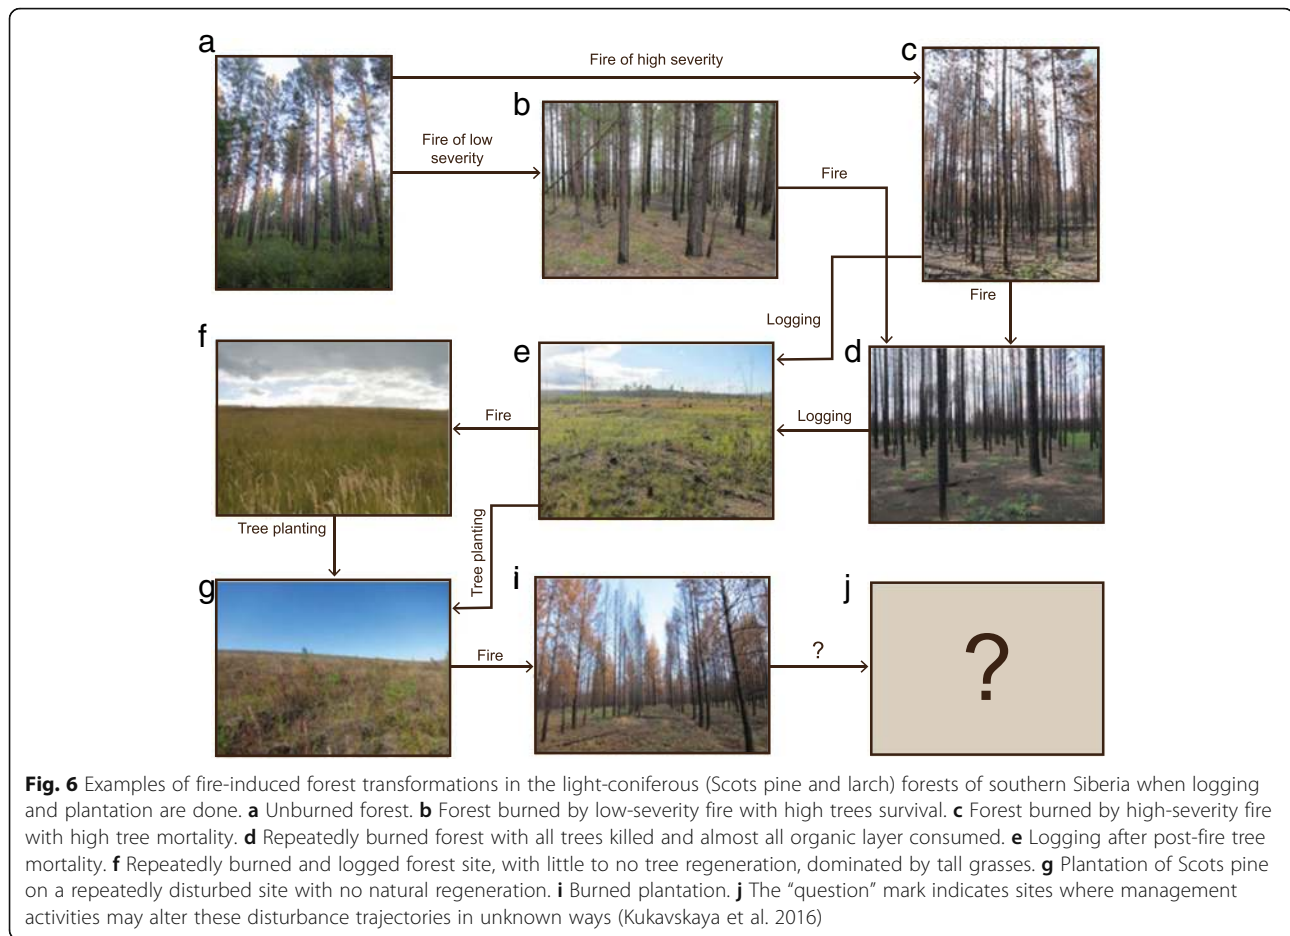 a
Fire of high severity
c
b
Fire of low
severity
Fire
Fire
Logging
f
e
d
Fire
Logging
Tree planting
Tree planting
g
i
j
Fire
?
?
Fig. 6 Examples of fire-induced forest transformations in the light-coniferous (Scots pine and larch) forests of southern Siberia when logging
and plantation are done. a Unburned forest. b Forest burned by low-severity fire with high trees survival. c Forest burned by high-severity fire
with high tree mortality. d Repeatedly burned forest with all trees killed and almost all organic layer consumed. e Logging after post-fire tree
mortality. f Repeatedly burned and logged forest site, with little to no tree regeneration, dominated by tall grasses. g Plantation of Scots pine
on a repeatedly disturbed site with no natural regeneration. i Burned plantation. j The “question” mark indicates sites where management
activities may alter these disturbance trajectories in unknown ways (Kukavskaya et al. 2016)